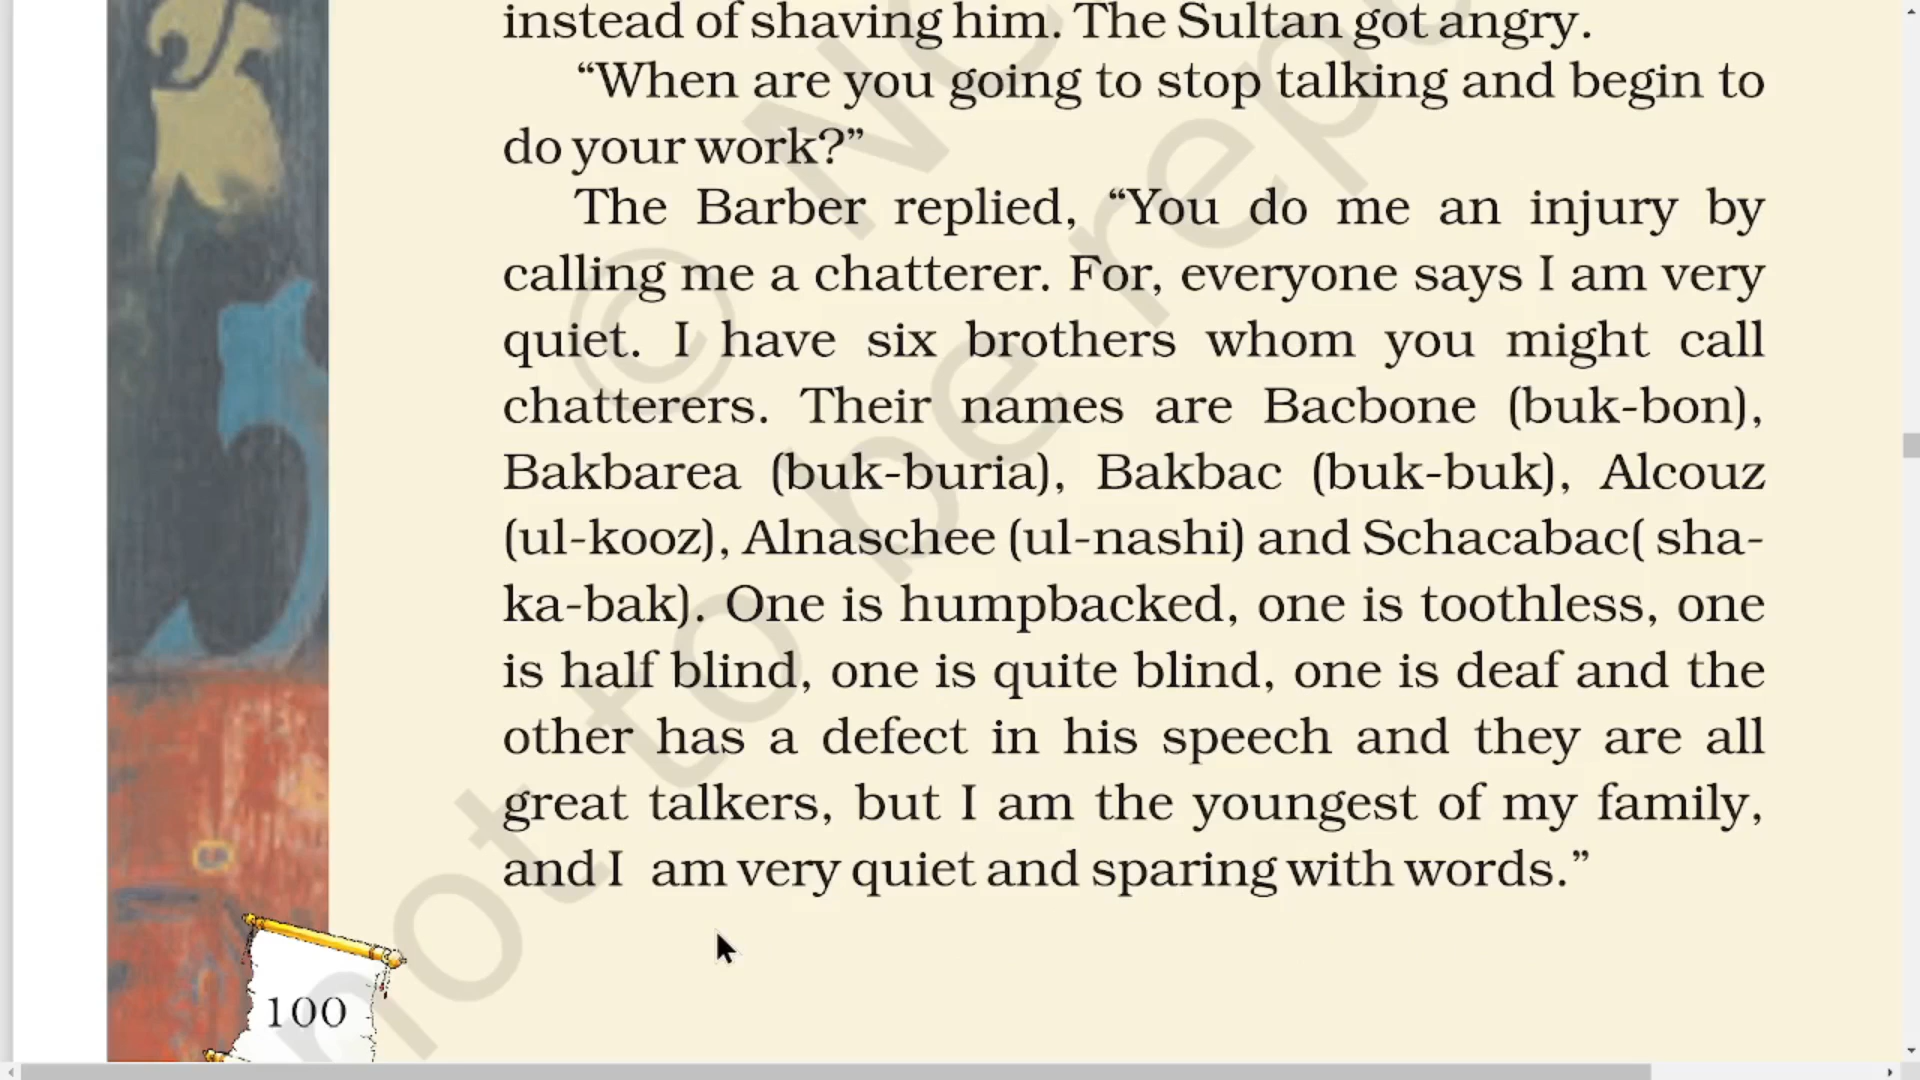 instead of shaving him. The Sultan got angry.
“When are you going to stop talking and begin to
do your work?”
The Barber replied, “You do me an injury by
calling me a chatterer. For, everyone says I am very
quiet. I have six brothers whom you might call
chatterers. Their names are Bacbone (buk-bon),
Bakbarea (buk-buria), Bakbac (buk-buk), Alcouz
(ul-kooz), Alnaschee (ul-nashi) and Schacabac( sha-
ka-bak). One is humpbacked, one is toothless, one
is half blind, one is quite blind, one is deaf and the
other has a defect in his speech and they are all
great talkers, but I am the youngest of my family,
and I am very quiet and sparing with words.”
100
© NC
not to be rep